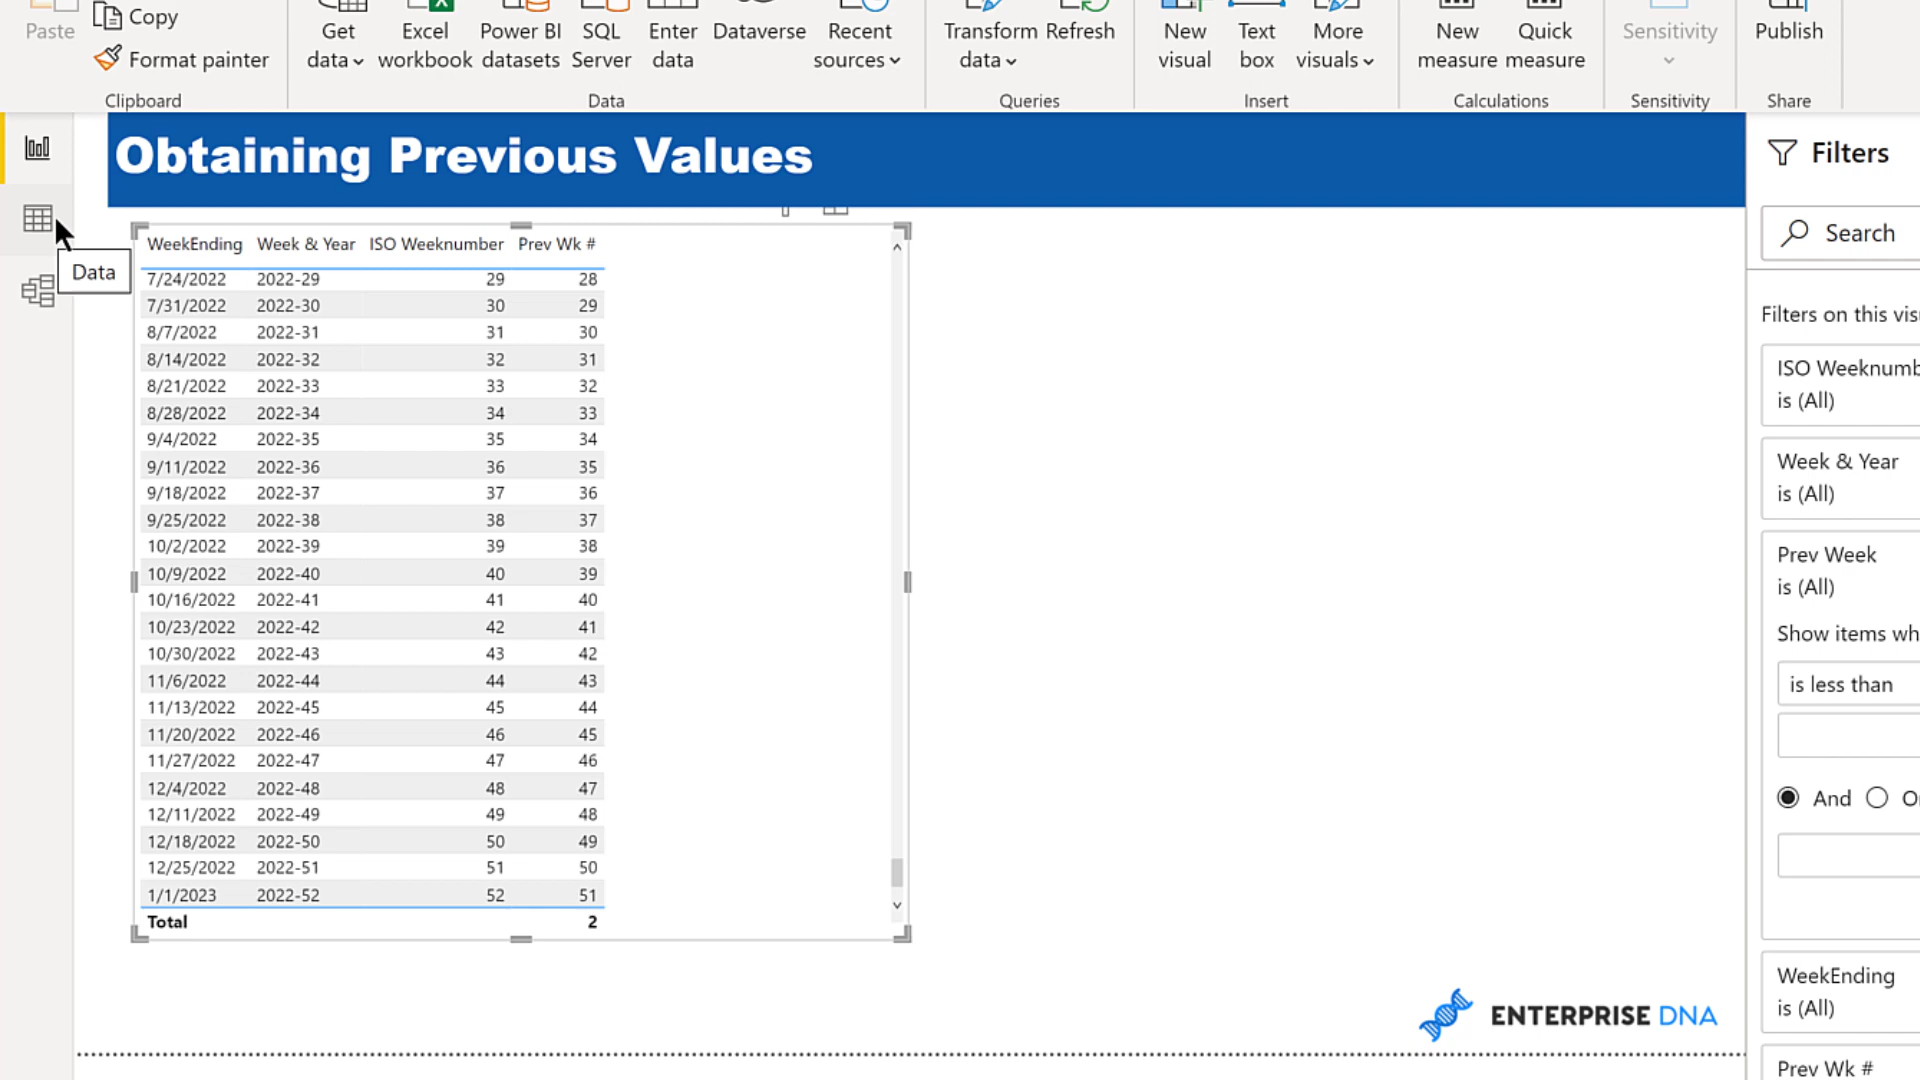 Paste
Copy
Format painter
Clipboard
Get data
Excel workbook
Power BI datasets
SQL Server
Enter data
Dataverse
Recent sources
Data
Transform data
Refresh
Queries
New visual
Text box
More visuals
Insert
New measure
Quick measure
Calculations
Sensitivity
Sensitivity
Publish
Share
Obtaining Previous Values
Data
WeekEnding Week & Year ISO Weeknumber Prev Wk #
7/24/2022 2022-29 29 28
7/31/2022 2022-30 30 29
8/7/2022 2022-31 31 30
8/14/2022 2022-32 32 31
8/21/2022 2022-33 33 32
8/28/2022 2022-34 34 33
9/4/2022 2022-35 35 34
9/11/2022 2022-36 36 35
9/18/2022 2022-37 37 36
9/25/2022 2022-38 38 37
10/2/2022 2022-39 39 38
10/9/2022 2022-40 40 39
10/16/2022 2022-41 41 40
10/23/2022 2022-42 42 41
10/30/2022 2022-43 43 42
11/6/2022 2022-44 44 43
11/13/2022 2022-45 45 44
11/20/2022 2022-46 46 45
11/27/2022 2022-47 47 46
12/4/2022 2022-48 48 47
12/11/2022 2022-49 49 48
12/18/2022 2022-50 50 49
12/25/2022 2022-51 51 50
1/1/2023 2022-52 52 51
Total 2
ENTERPRISE DNA
Filters
Search
Filters on this
ISO
is (All)
Week & Year
is (All)
Prev Week
is (All)
Show items
is less than
And
WeekEnding
is (All)
Prev Wk #